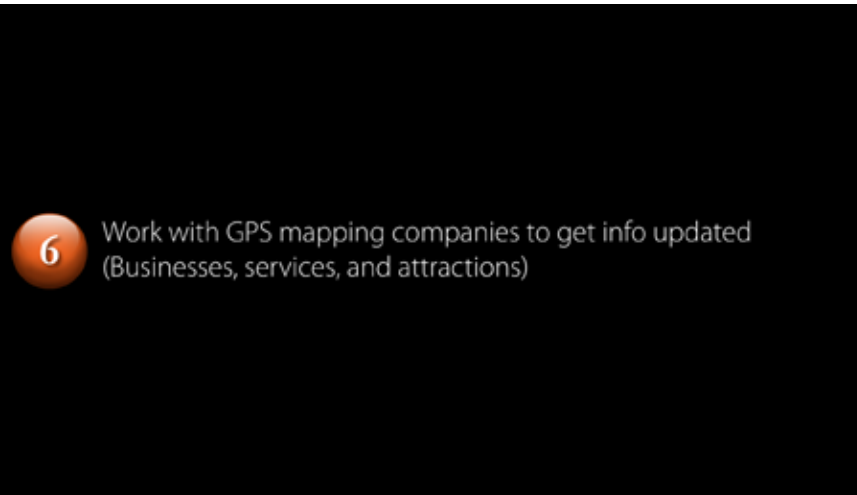 6
Work with GPS mapping companies to get info updated
(Businesses, services, and attractions)